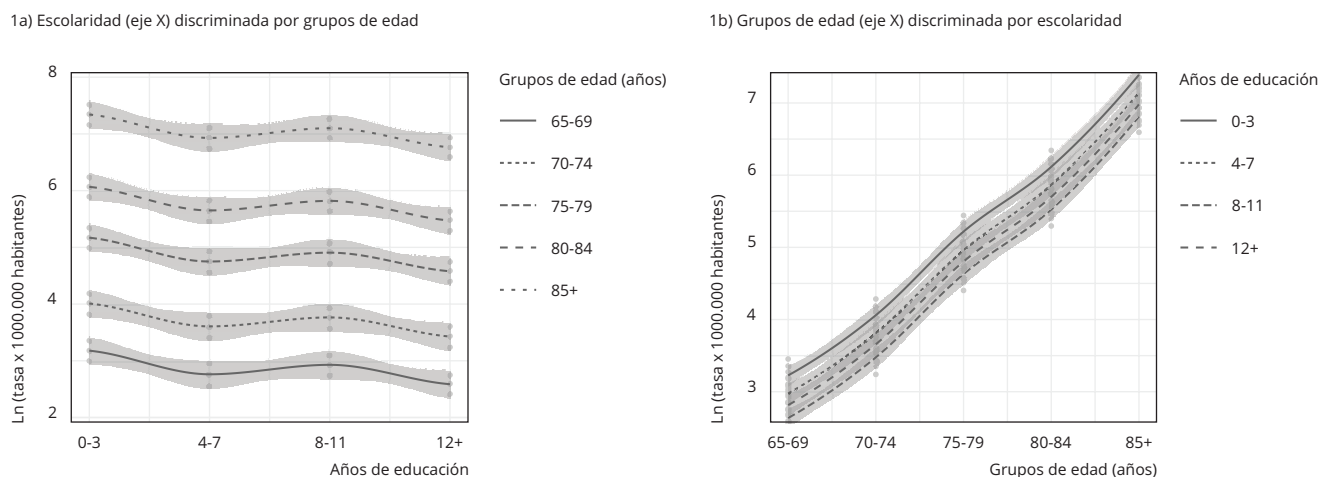 1a) Escolaridad (eje X) discriminada por grupos de edad
8
6
4
2
Ln (tasa x 1000.000 habitantes)
0-3 4-7 8-11 12+
Años de educación
Grupos de edad (años)
65-69
70-74
75-79
80-84
85+
1b) Grupos de edad (eje X) discriminada por escolaridad
7
6
5
4
3
Ln (tasa x 1000.000 habitantes)
65-69 70-74 75-79 80-84 85+
Grupos de edad (años)
Años de educación
0-3
4-7
8-11
12+